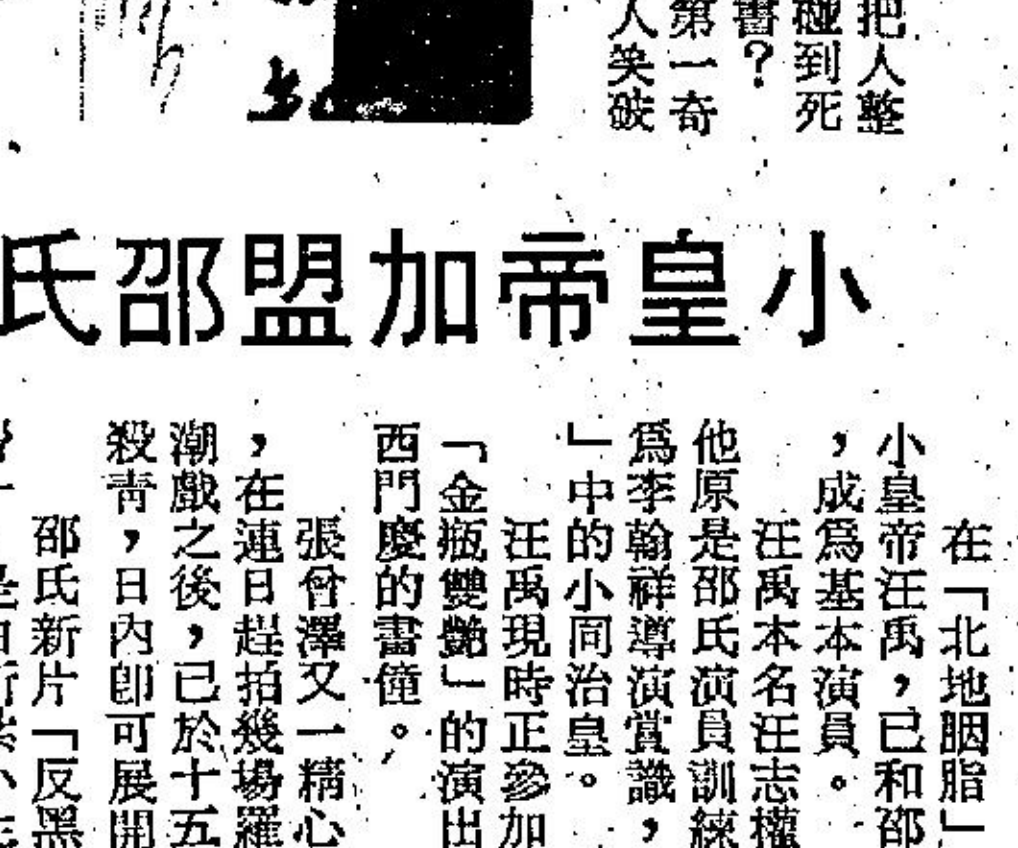 把人整
碰到死
書？
第一奇
人笑破
小皇帝加盟邵氏
在「北地胭脂」
小皇帝汪禹，已和邵
，成爲基本演員。
汪禹本名汪志權
他原是邵氏演員訓練
爲李翰祥導演賞識，
」中的小同治皇。
汪禹現時正參加
「金瓶雙艷」的演出
西門慶的書僮。
張曾澤又一精心
，在連日趕拍幾場羅
潮戲之後，已於十五
殺靑，日內卽可展開
邵氏新片「反黑